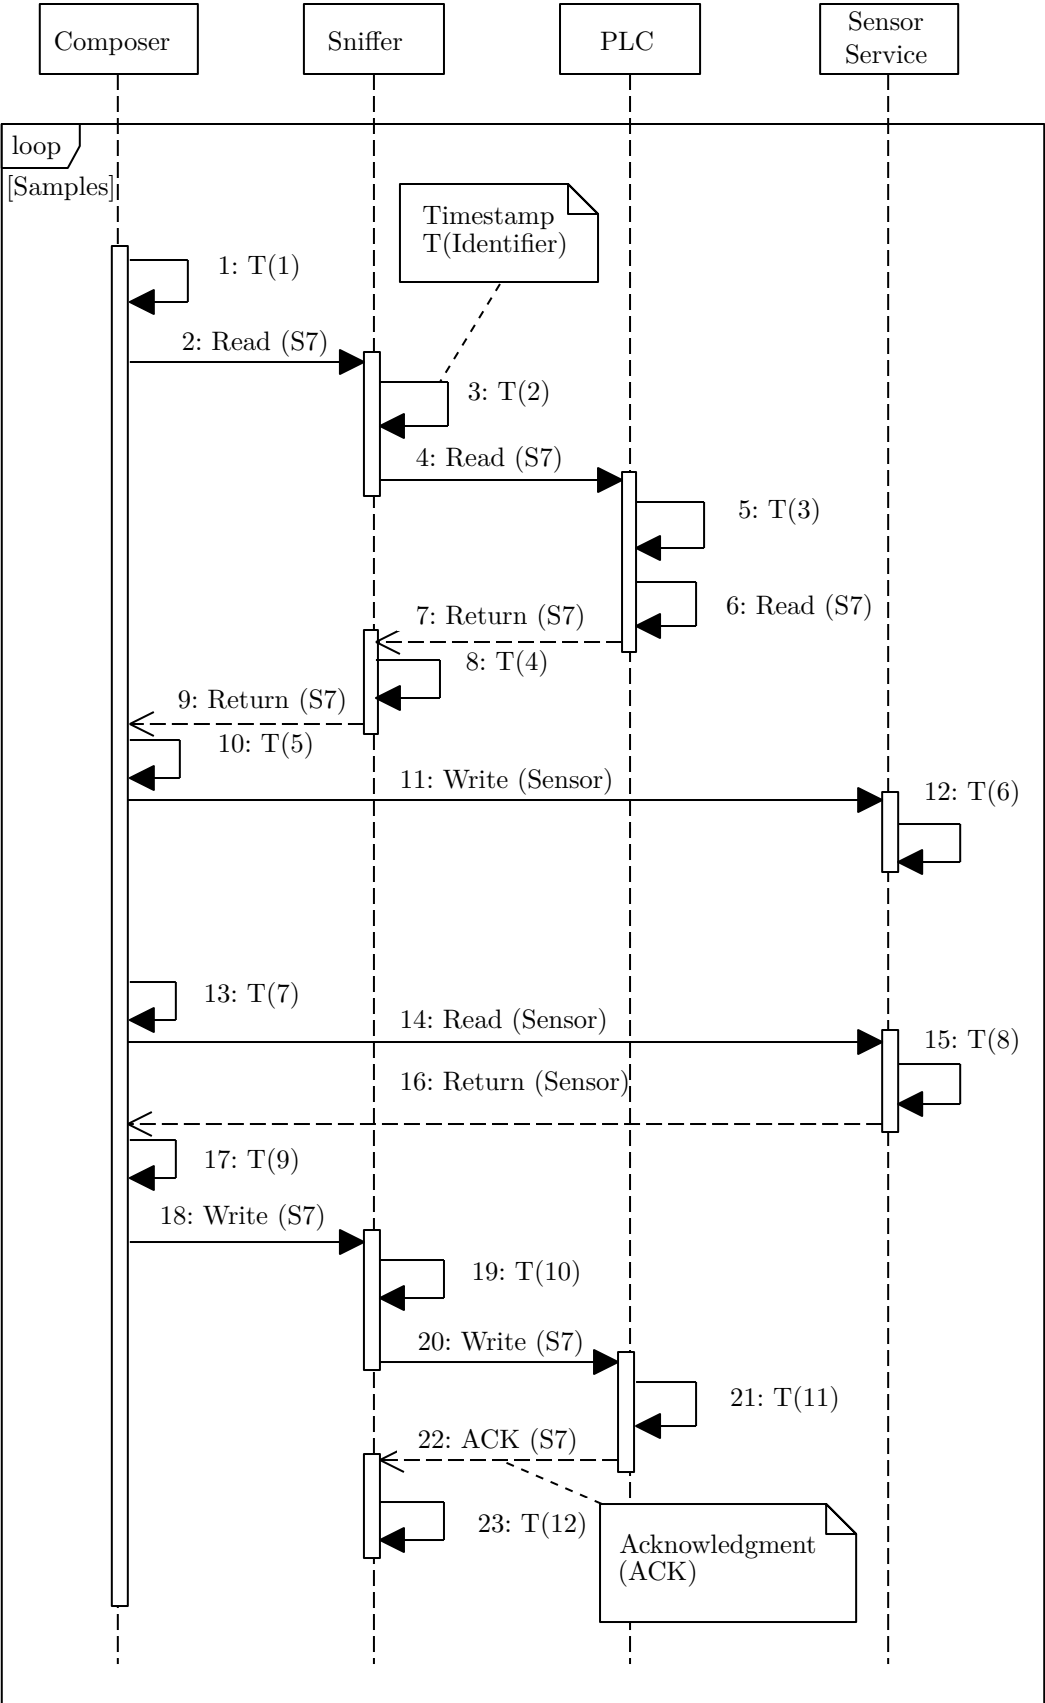 Composer
Sniffer
PLC
Sensor
Service
loop
[Samples]
Timestamp
T(Identifier)
1: T(1)
2: Read (S7)
3: T(2)
4: Read (S7)
5: T(3)
6: Read (S7)
7: Return (S7)
8: T(4)
9: Return (S7)
10: T(5)
11: Write (Sensor)
12: T(6)
13: T(7)
14: Read (Sensor)
15: T(8)
16: Return (Sensor)
17: T(9)
18: Write (S7)
19: T(10)
20: Write (S7)
21: T(11)
22: ACK (S7)
23: T(12)
Acknowledgment
(ACK)